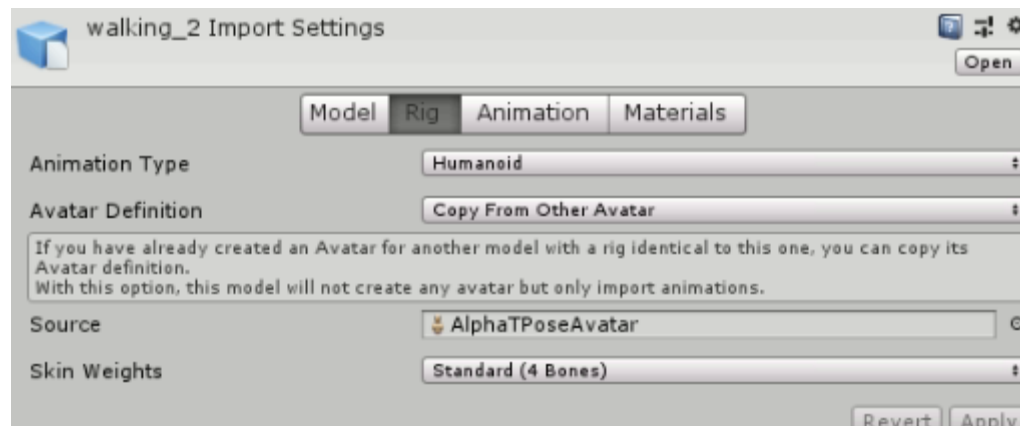 walking_2 Import Settings
Open
Model Rig Animation Materials
Animation Type Humanoid
Avatar Definition Copy From Other Avatar
If you have already created an Avatar for another model with a rig identical to this one, you can copy its
Avatar definition.
With this option, this model will not create any avatar but only import animations.
Source AlphaTPoseAvatar
Skin Weights Standard (4 Bones)
Revert Apply